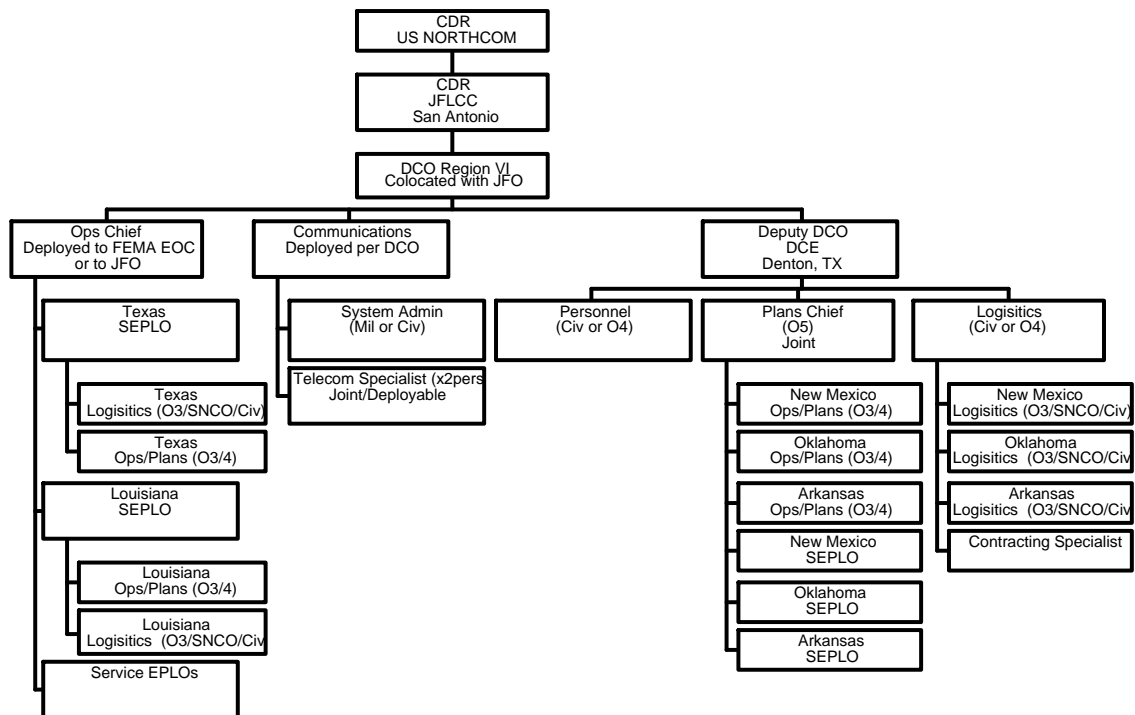 CDR
US NORTHCOM
CDR
JFLCC
San Antonio
DCO Region VI
Colocated with JFO
Ops Chief
Deployed to FEMA EOC
or to JFO
Communications
Deployed per DCO
Deputy DCO
DCE
Denton, TX
Texas
SEPLO
System Admin
(Mil or Civ)
Personnel
(Civ or O4)
Plans Chief
(O5)
Joint
Logisitics
(Civ or O4)
Telecom Specialist (x2pers
Joint/Deployable
Texas
Logisitics (O3/SNCO/Civ)
Texas
Ops/Plans (O3/4)
Louisiana
SEPLO
Louisiana
Ops/Plans (O3/4)
Louisiana
Logisitics (O3/SNCO/Civ
Service EPLOs
New Mexico
Ops/Plans (O3/4)
Oklahoma
Ops/Plans (O3/4)
Arkansas
Ops/Plans (O3/4)
New Mexico
SEPLO
Oklahoma
SEPLO
Arkansas
SEPLO
New Mexico
Logisitics (O3/SNCO/Civ)
Oklahoma
Logisitics (O3/SNCO/Civ
Arkansas
Logisitics (O3/SNCO/Civ
Contracting Specialist